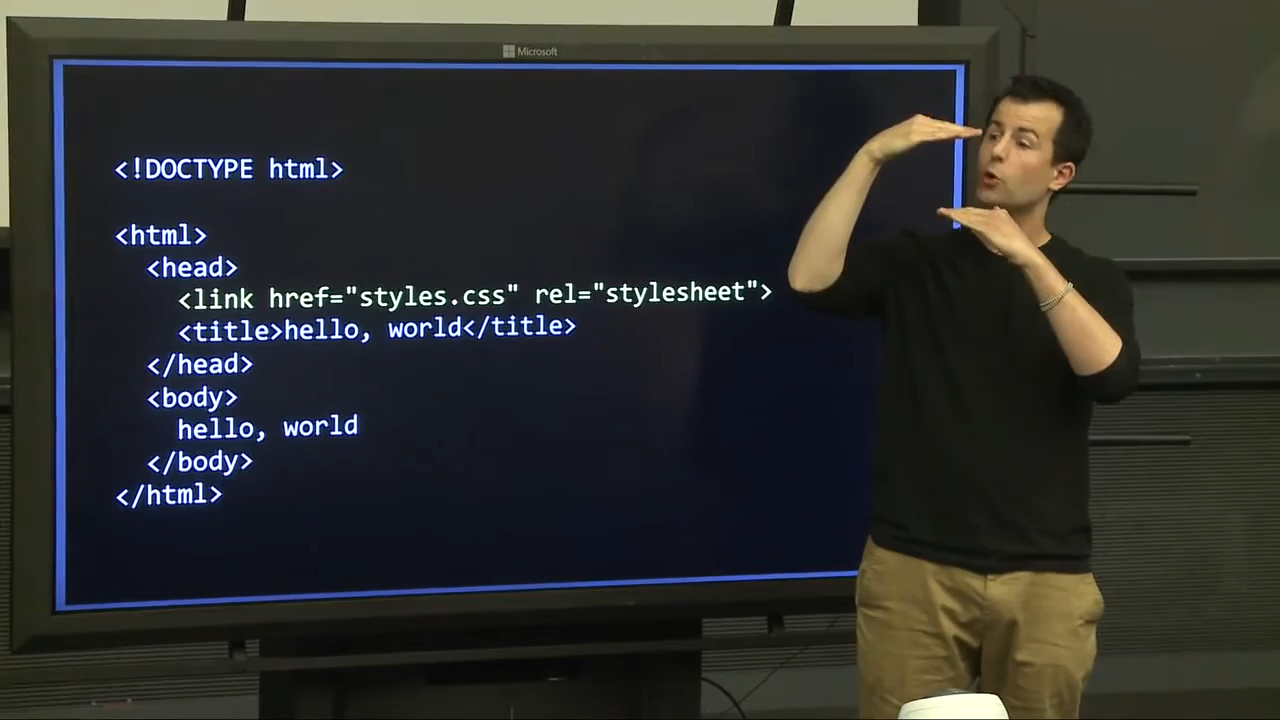 Microsoft
<!DOCTYPE html>
<html>
<head>
<link href="styles.css" rel="stylesheet">
<title>hello, world</title>
</head>
<body>
hello, world
</body>
</html>